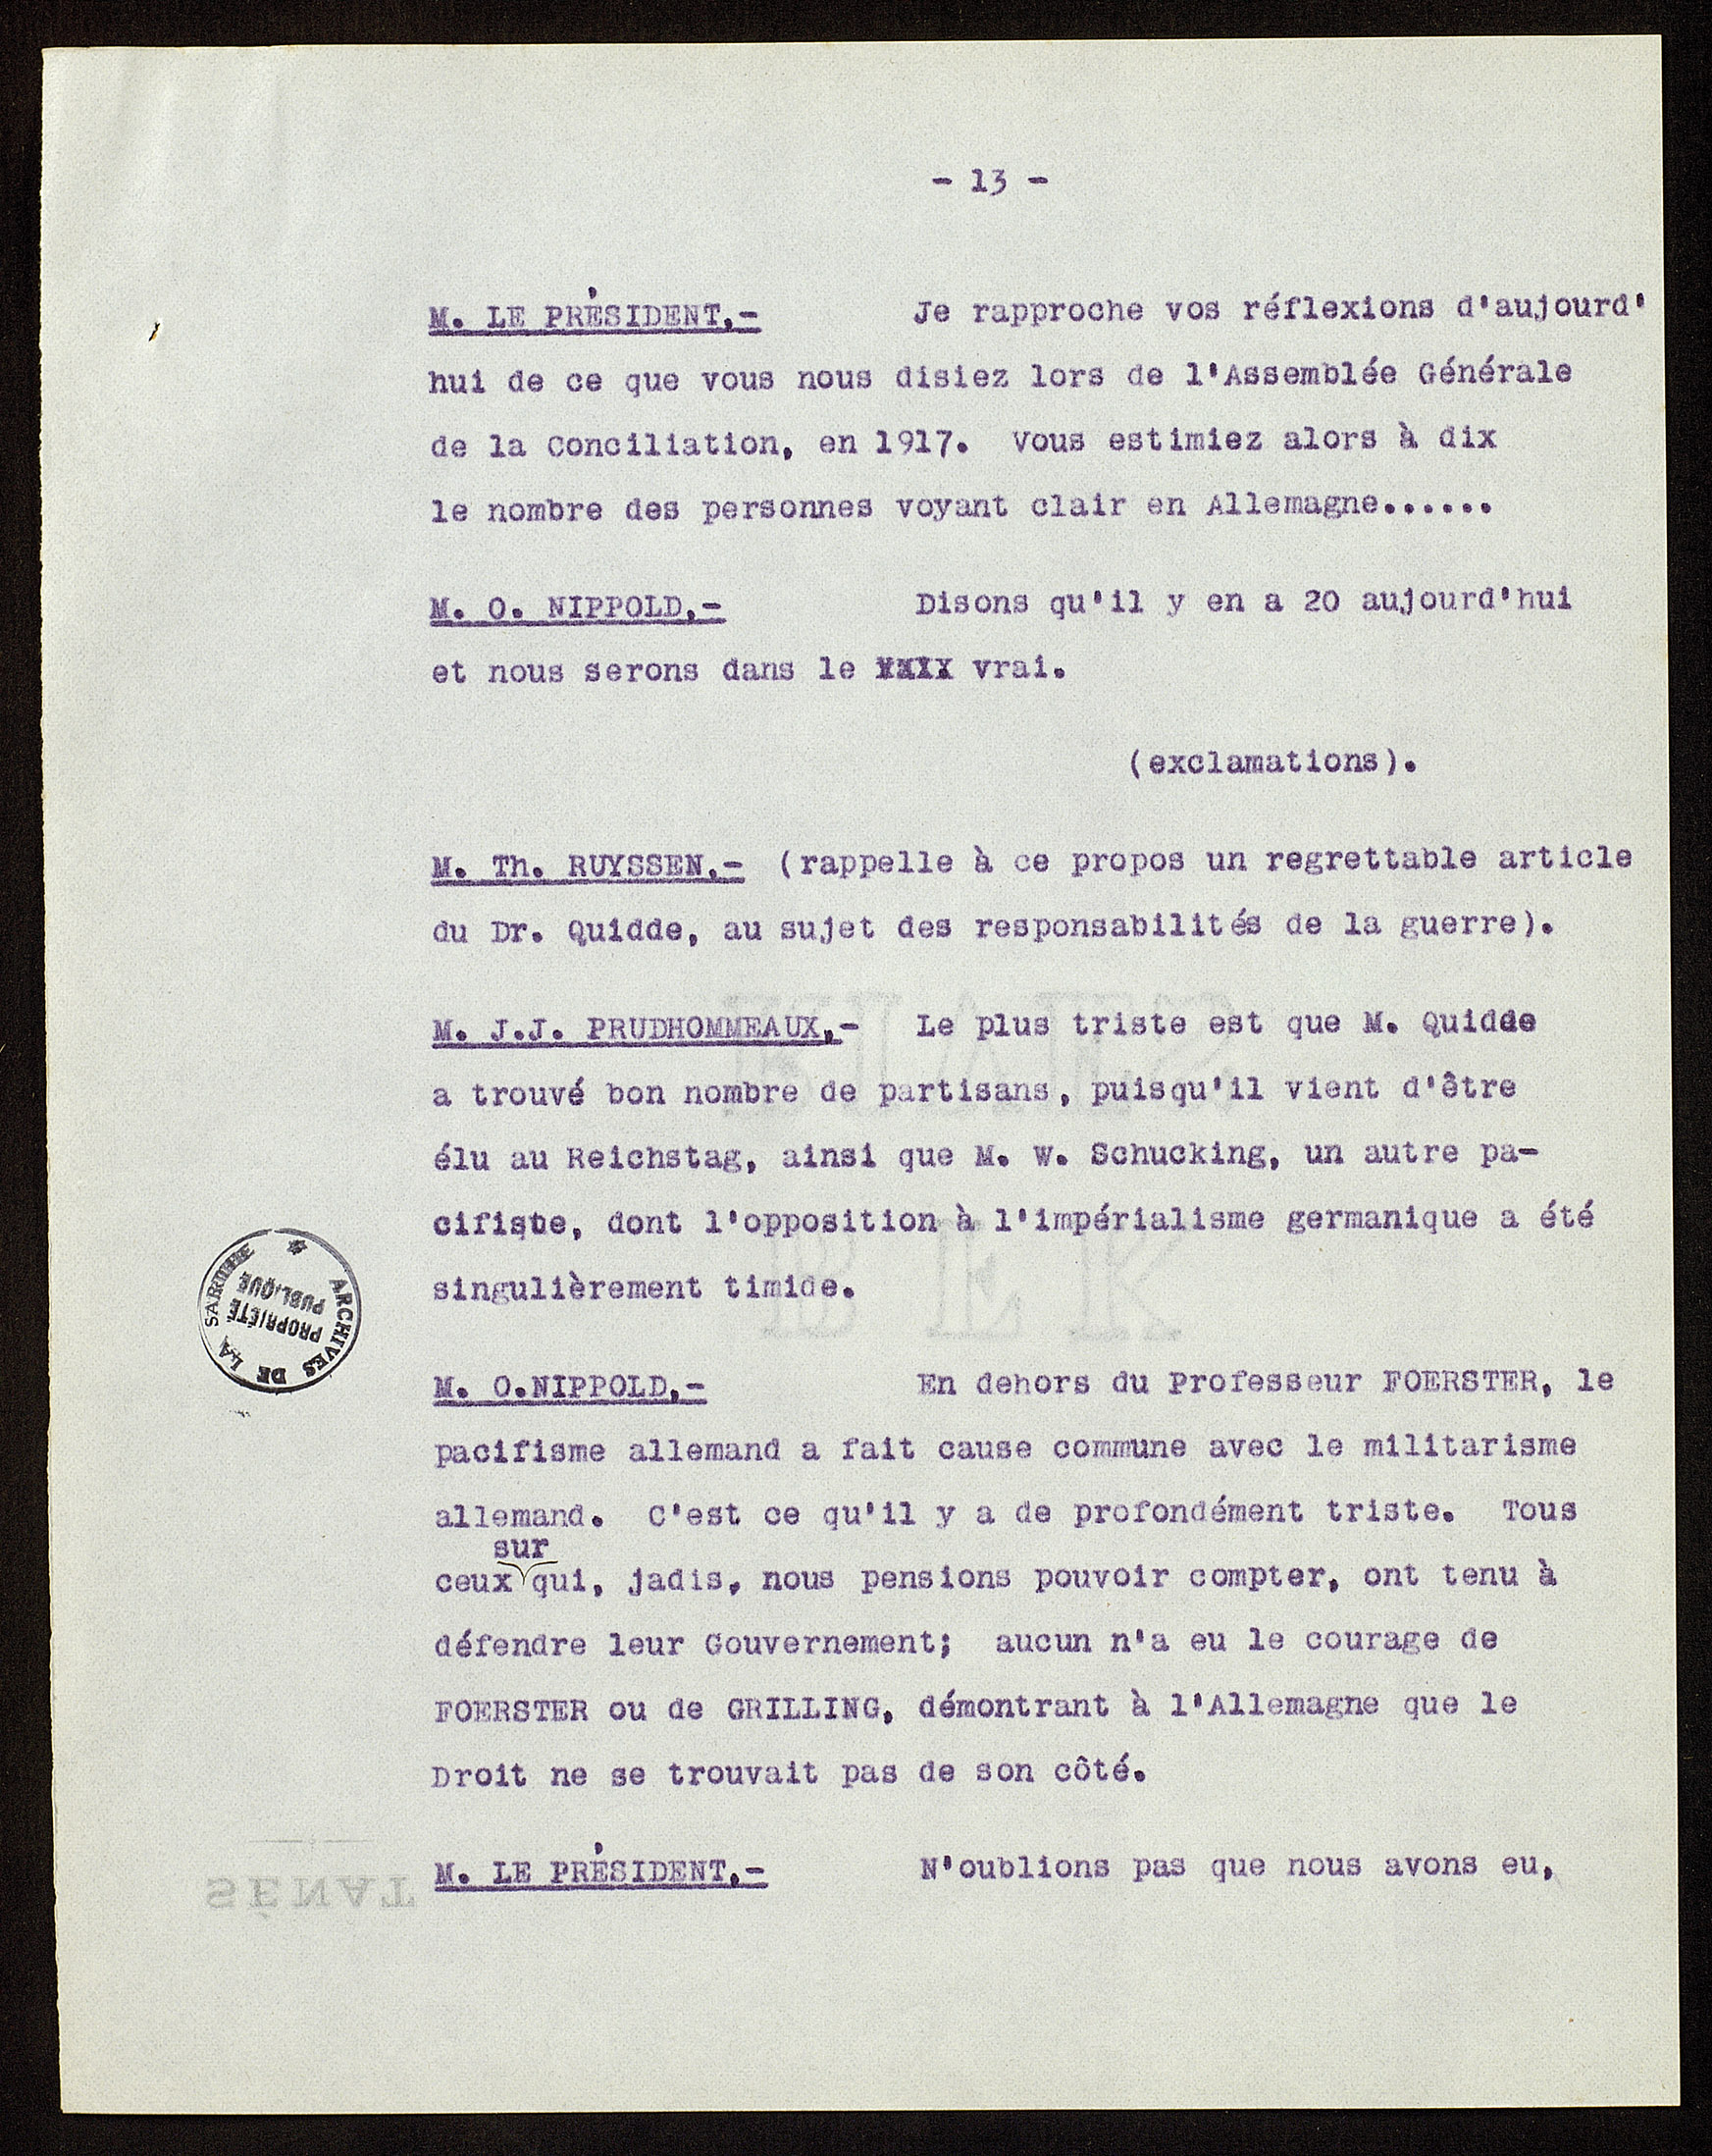 - 13 -
M. LE PRÉSIDENT.- Je rapproche vos réflexions d'aujourd'
hui de ce que vous nous disiez lors de l'Assemblée Générale
de la Conciliation, en 1917. Vous estimiez alors à dix
le nombre des personnes voyant clair en Allemagne......
M. O. NIPPOLD.- Disons qu'il y en a 20 aujourd'hui
et nous serons dans le vrai.
(exclamations).
M. Th. RUYSSEN.- (rappelle à ce propos un regrettable article
du Dr. Quidde, au sujet des responsabilités de la guerre).
M. J.J. PRUDHOMMEAUX.- Le plus triste est que M. Quidde
a trouvé bon nombre de partisans, puisqu'il vient d'être
élu au Reichstag, ainsi que M. W. Schucking, un autre pa-
cifiste, dont l'opposition à l'impérialisme germanique a été
singulièrement timide.
ARCHIVES DE LA SARTHE
PROPRIÉTÉ
PUBLIQUE
M. O.NIPPOLD.- En dehors du Professeur FOERSTER, le
pacifisme allemand a fait cause commune avec le militarisme
allemand. C'est ce qu'il y a de profondément triste. Tous
sur
ceux qui, jadis, nous pensions pouvoir compter, ont tenu à
défendre leur Gouvernement; aucun n'a eu le courage de
FOERSTER ou de GRILLING, démontrant à l'Allemagne que le
Droit ne se trouvait pas de son côté.
M. LE PRÉSIDENT.- N'oublions pas que nous avons eu,
SÉNAT